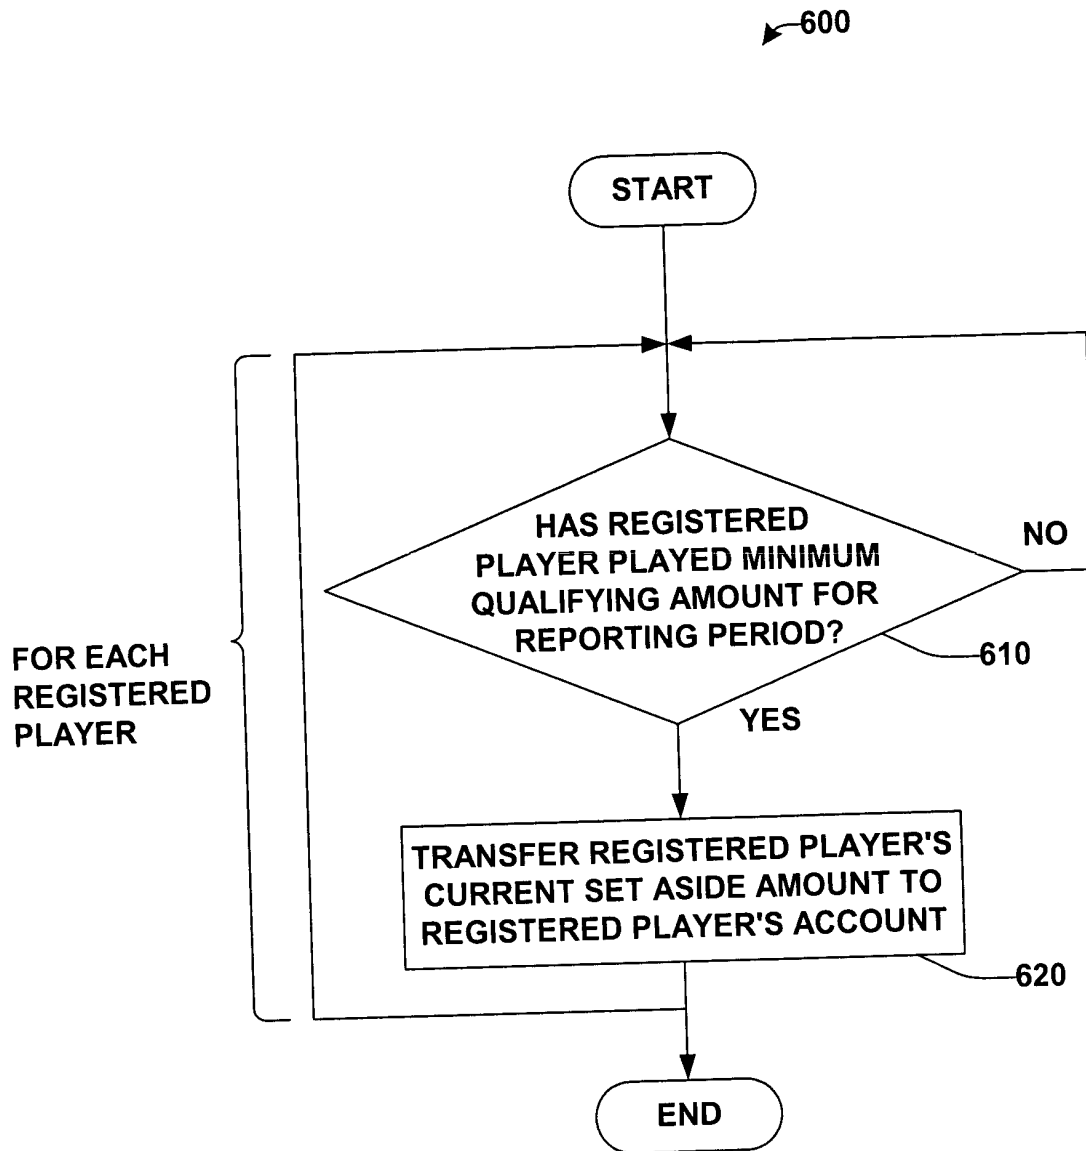 600
START
HAS REGISTERED
PLAYER PLAYED MINIMUM
QUALIFYING AMOUNT FOR
REPORTING PERIOD?
NO
610
YES
FOR EACH
REGISTERED
PLAYER
TRANSFER REGISTERED PLAYER'S
CURRENT SET ASIDE AMOUNT TO
REGISTERED PLAYER'S ACCOUNT
620
END